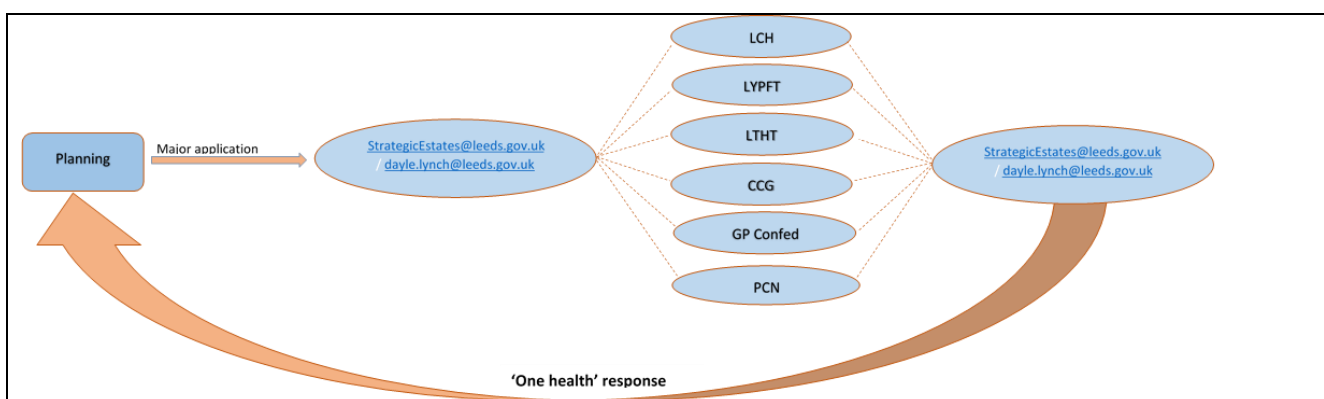 Planning
Major application
StrategicEstates@leeds.gov.uk
/ dayle.lynch@leeds.gov.uk
LCH
LYPFT
LTHT
CCG
GP Confed
PCN
StrategicEstates@leeds.gov.uk
/ dayle.lynch@leeds.gov.uk
‘One health’ response